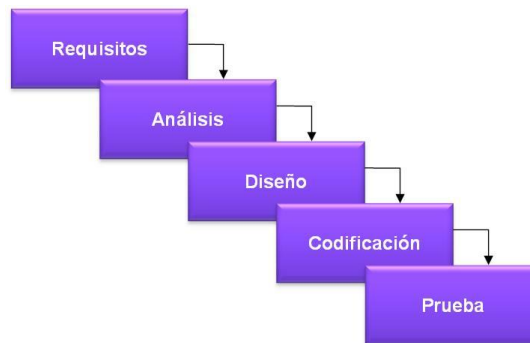 Requisitos
Análisis
Diseño
Codificación
Prueba